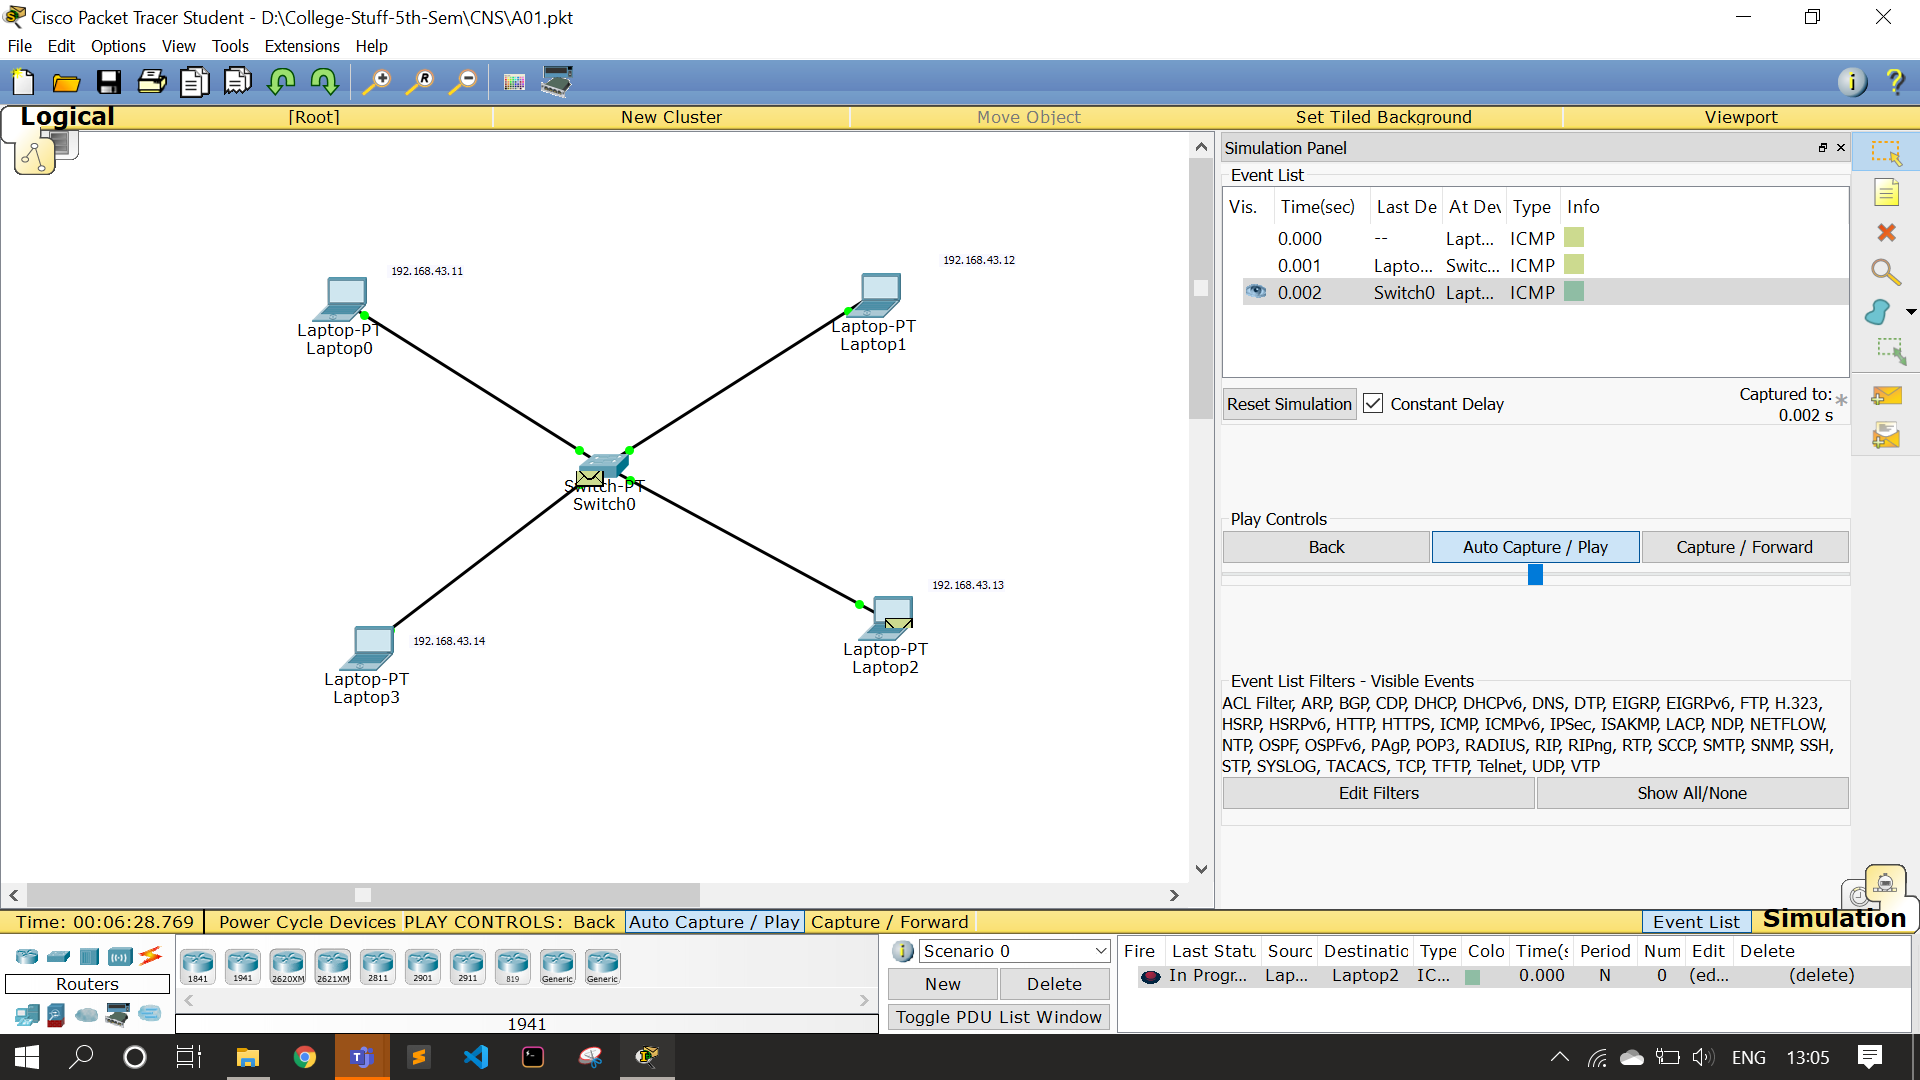 Cisco Packet Tracer Student - D:\College-Stuff-5th-Sem\CNS\A01.pkt
File Edit Options View Tools Extensions Help
Logical [Root] New Cluster Move Object Set Tiled Background Viewport
192.168.43.11
Laptop-PT
Laptop0
192.168.43.12
Laptop-PT
Laptop1
Switch-PT
Switch0
192.168.43.13
Laptop-PT
Laptop2
192.168.43.14
Laptop-PT
Laptop3
Simulation Panel
Event List
Vis. Time(sec) Last De At Dev Type Info
0.000 -- Lapt... ICMP
0.001 Lapto... Switc... ICMP
0.002 Switch0 Lapt... ICMP
Reset Simulation Constant Delay Captured to: *
0.002 s
Play Controls
Back Auto Capture / Play Capture / Forward
Event List Filters - Visible Events
ACL Filter, ARP, BGP, CDP, DHCP, DHCPv6, DNS, DTP, EIGRP, EIGRPv6, FTP, H.323,
HSRP, HSRPv6, HTTP, HTTPS, ICMP, ICMPv6, IPSec, ISAKMP, LACP, NDP, NETFLOW,
NTP, OSPF, OSPFv6, PAgP, POP3, RADIUS, RIP, RIPng, RTP, SCCP, SMTP, SNMP, SSH,
STP, SYSLOG, TACACS, TCP, TFTP, Telnet, UDP, VTP
Edit Filters Show All/None
Time: 00:06:28.769 Power Cycle Devices PLAY CONTROLS: Back Auto Capture / Play Capture / Forward Event List Simulation
Routers
1841 1941 2620XM 2621XM 2811 2901 2911 819 Generic Generic
1941
Scenario 0
New Delete
Toggle PDU List Window
Fire Last Statu Sourc Destinatio Type Colo Time(s Period Num Edit Delete
In Progr... Lap... Laptop2 IC... 0.000 N 0 (ed... (delete)
ENG 13:05